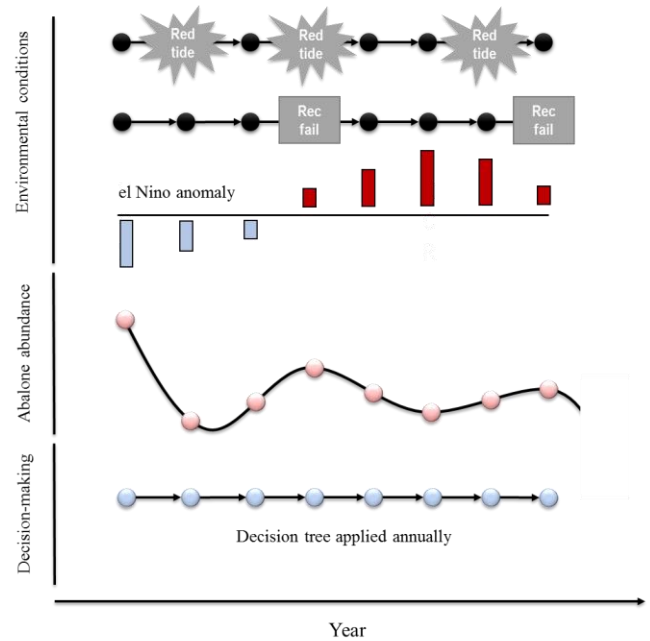 Environmental conditions
Red
tide
Red
tide
Red
tide
Rec
fail
Rec
fail
el Nino anomaly
Abalone abundance
Decision-making
Decision tree applied annually
Year